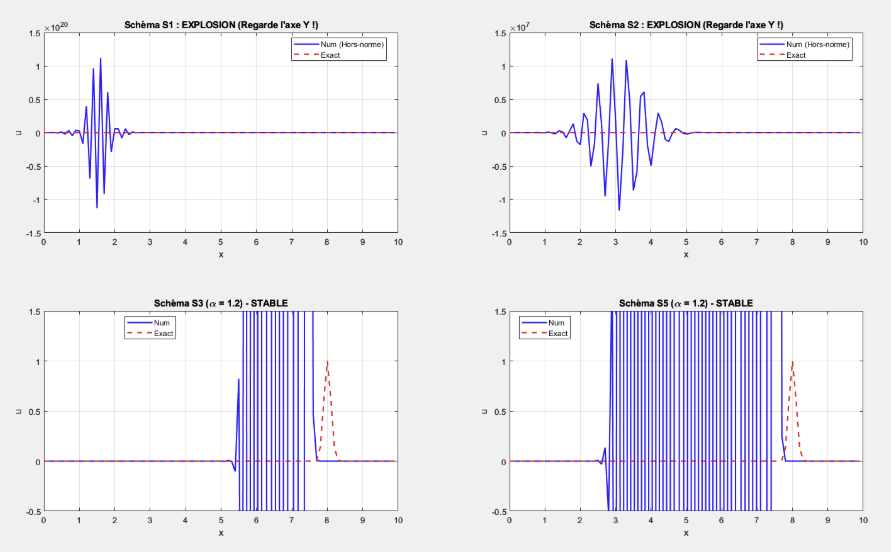 Schéma S1 : EXPLOSION (Regarde l'axe Y !)
×10^20
1.5
1
0.5
0
-0.5
-1
-1.5
u
Num (Hors-norme)
Exact
0 1 2 3 4 5 6 7 8 9 10
x
Schéma S2 : EXPLOSION (Regarde l'axe Y !)
×10^7
1.5
1
0.5
0
-0.5
-1
-1.5
u
Num (Hors-norme)
Exact
0 1 2 3 4 5 6 7 8 9 10
x
Schéma S3 (α = 1.2) - STABLE
1.5
1
0.5
0
-0.5
u
Num
Exact
0 1 2 3 4 5 6 7 8 9 10
x
Schéma S5 (α = 1.2) - STABLE
1.5
1
0.5
0
-0.5
u
Num
Exact
0 1 2 3 4 5 6 7 8 9 10
x